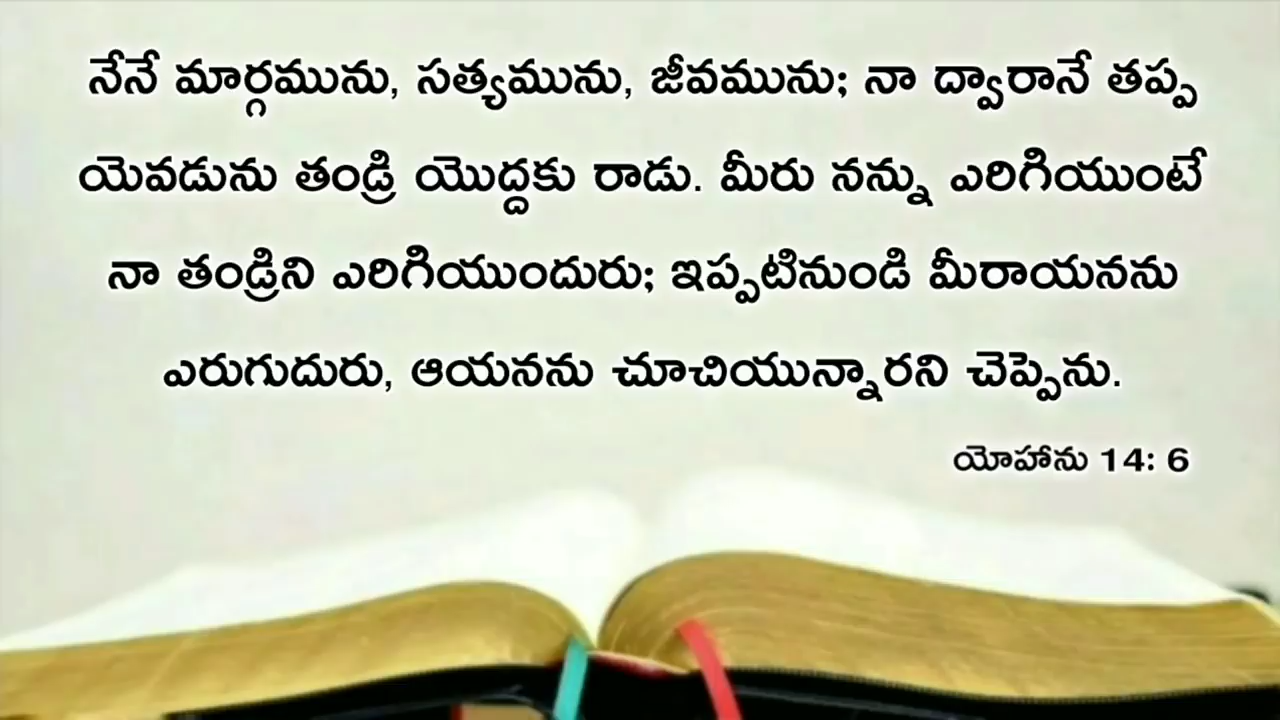 నేనే మార్గమును, సత్యమును, జీవమును; నా ద్వారానే తప్ప
యెవడును తండ్రి యొద్దకు రాడు. మీరు నన్ను ఎరిగియుంటే
నా తండ్రిని ఎరిగియుందురు; ఇప్పటినుండి మీరాయనను
ఎరుగుదురు, ఆయనను చూచియున్నారని చెప్పెను.
యోహాను 14: 6